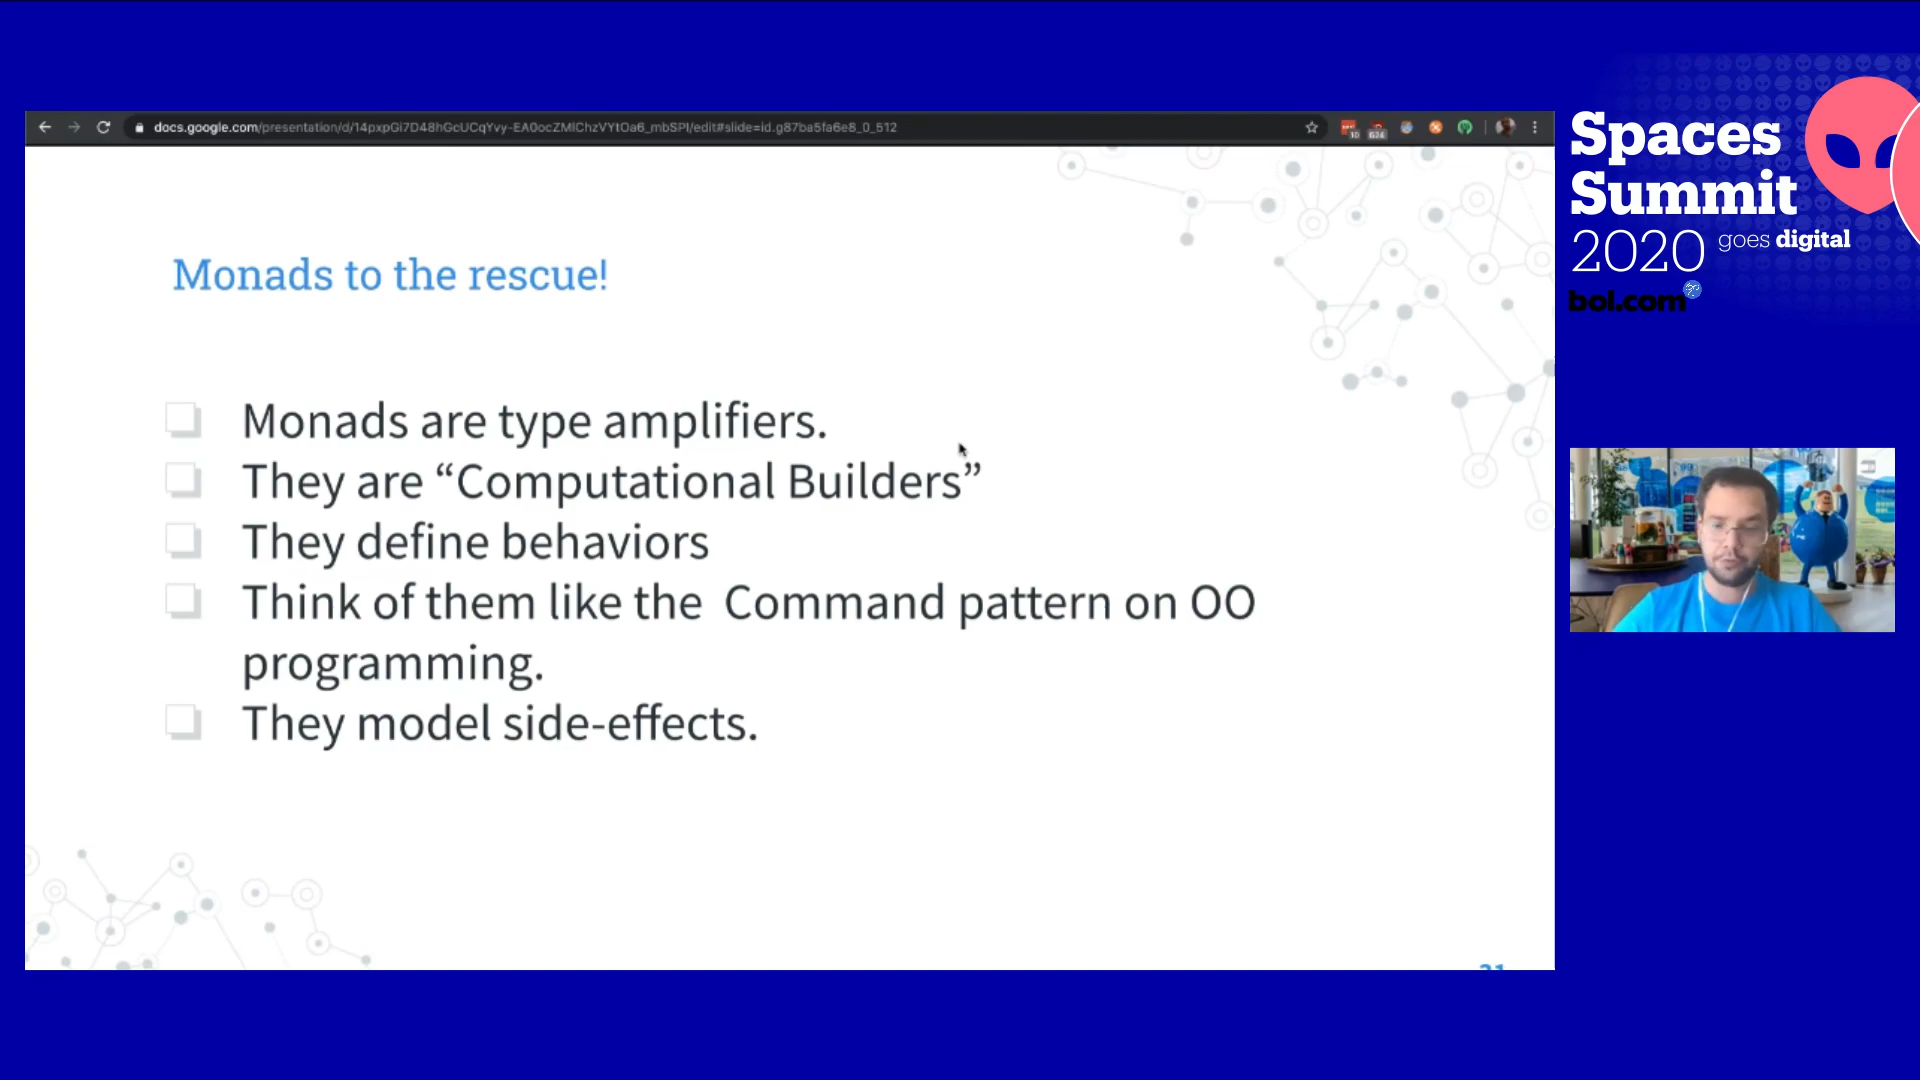 docs.google.com/presentation/d/14pxpGi7D48hGcUCqYvy-EA0ocZMIChzVYtOa6_mbSPI/edit#slide=id.g87ba5fa6e8_0_512
Monads to the rescue!
Monads are type amplifiers.
They are “Computational Builders”
They define behaviors
Think of them like the Command pattern on OO
programming.
They model side-effects.
Spaces
Summit
2020 goes digital
bol.com